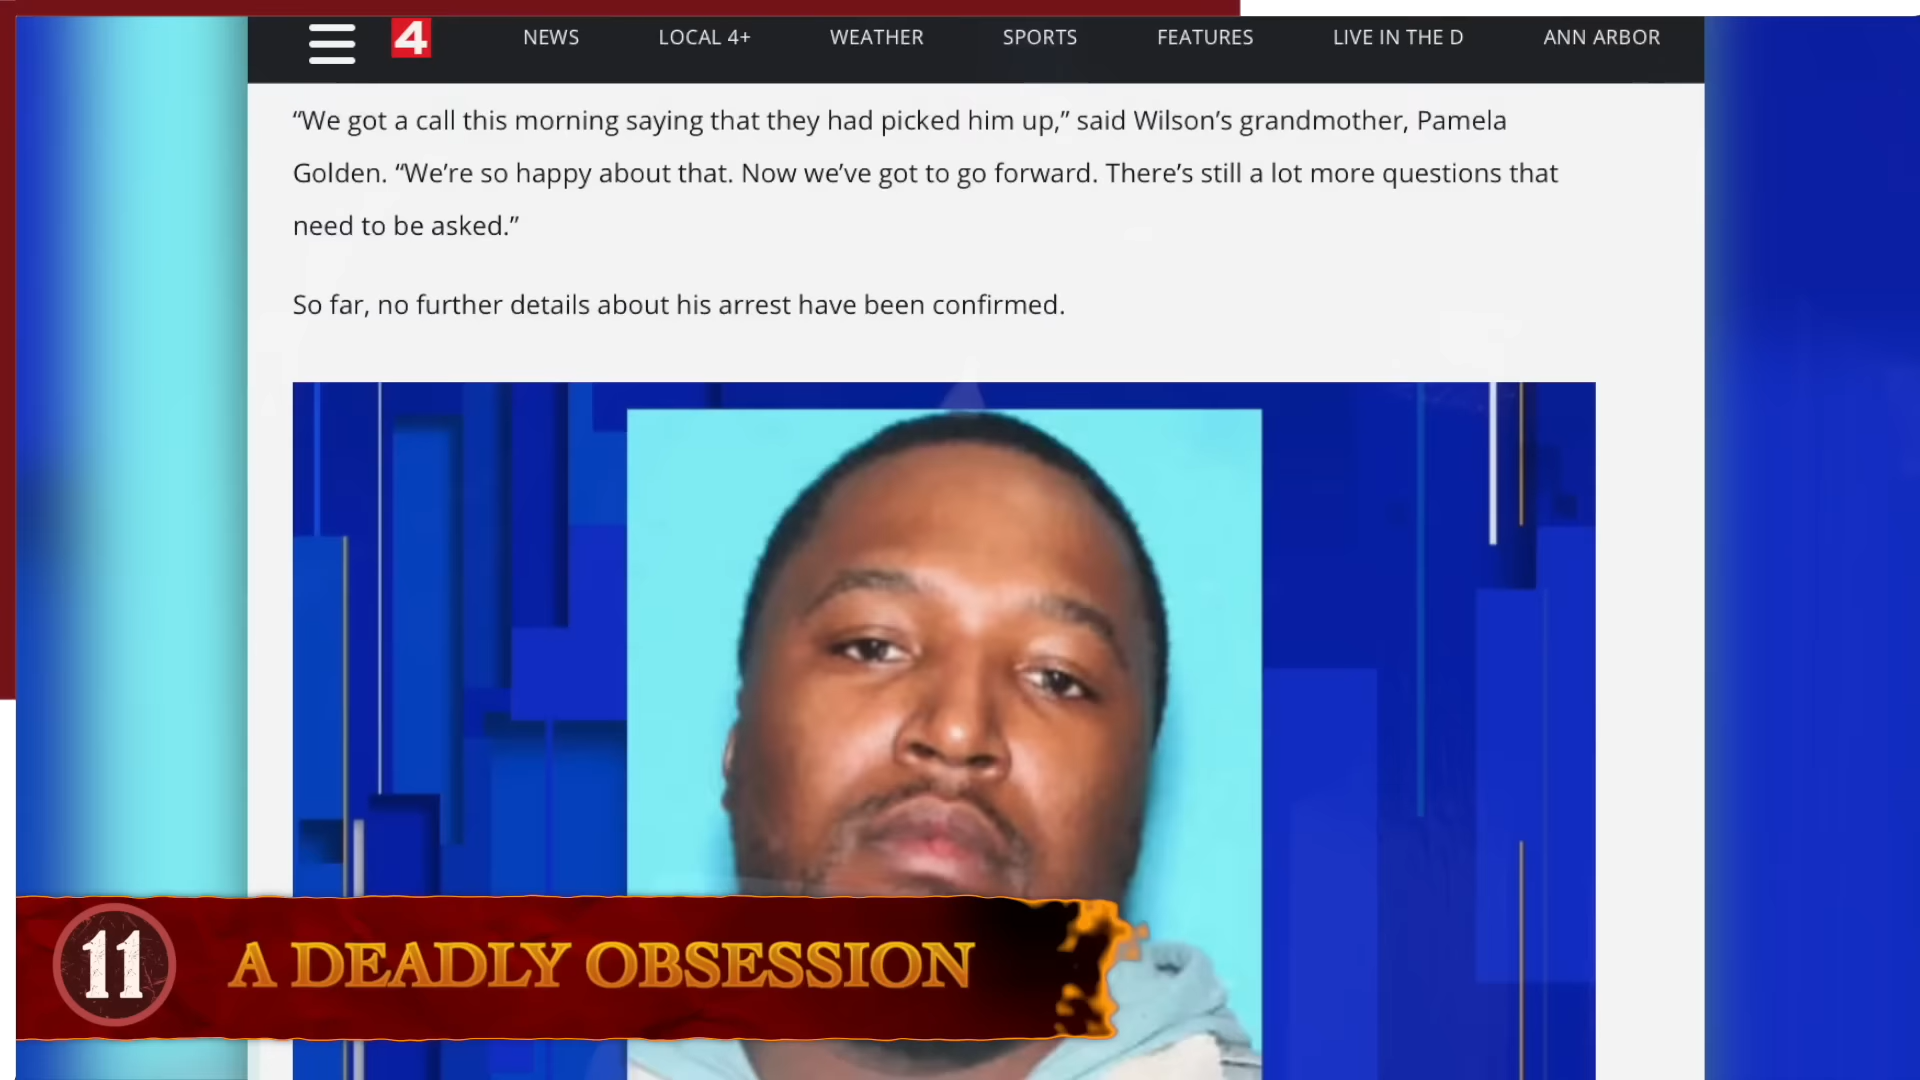 4 NEWS LOCAL 4+ WEATHER SPORTS FEATURES LIVE IN THE D ANN ARBOR
“We got a call this morning saying that they had picked him up,” said Wilson’s grandmother, Pamela
Golden. “We’re so happy about that. Now we’ve got to go forward. There’s still a lot more questions that
need to be asked.”
So far, no further details about his arrest have been confirmed.
11 A DEADLY OBSESSION